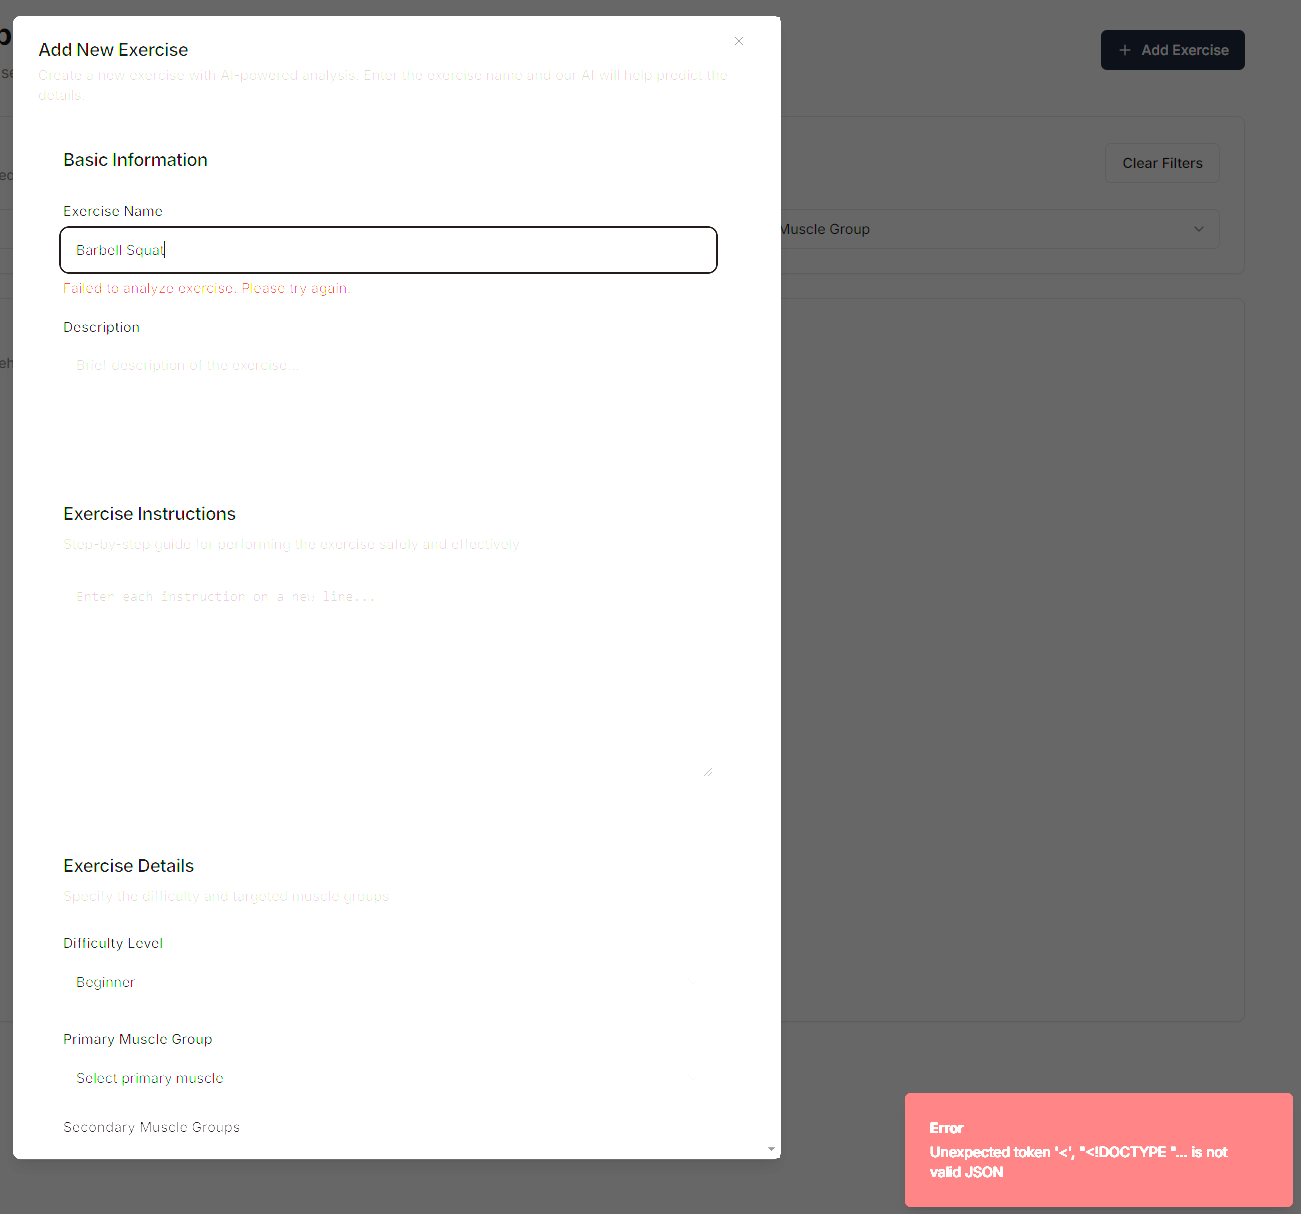 Add New Exercise
Create a new exercise with AI-powered analysis. Enter the exercise name and our AI will help predict the
details.
Add Exercise
Basic Information
Clear Filters
Exercise Name
Muscle Group
Barbell Squat
Failed to analyze exercise. Please try again.
Description
Brief description of the exercise...
Exercise Instructions
Step-by-step guide for performing the exercise safely and effectively
Enter each instruction on a new line...
Exercise Details
Specify the difficulty and targeted muscle groups
Difficulty Level
Beginner
Primary Muscle Group
Select primary muscle
Secondary Muscle Groups
Error
Unexpected token '<', "<!DOCTYPE "... is not
valid JSON